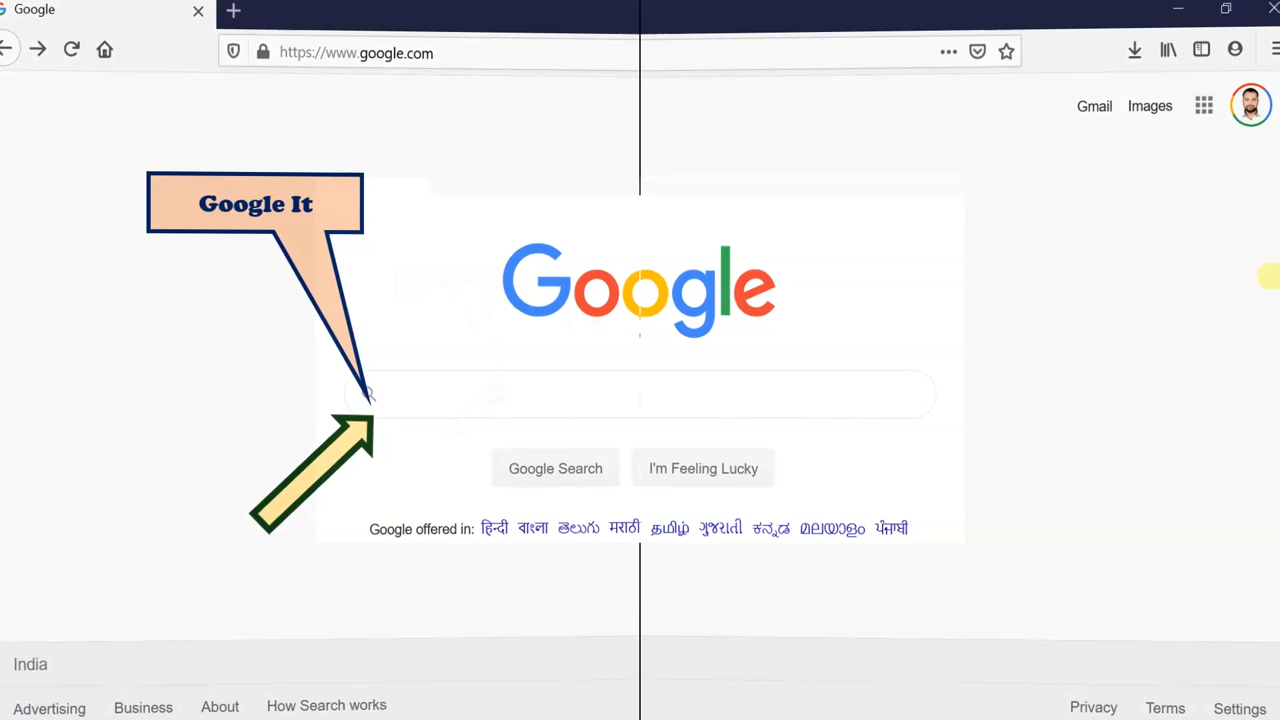 Google
https://www.google.com
Gmail Images
Google It
Google
Google Search I'm Feeling Lucky
Google offered in: हिन्दी বাংলা తెలుగు मराठी தமிழ் ગુજરાતી ಕನ್ನಡ മലയാളം ਪੰਜਾਬੀ
India
Advertising Business About How Search works Privacy Terms Settings